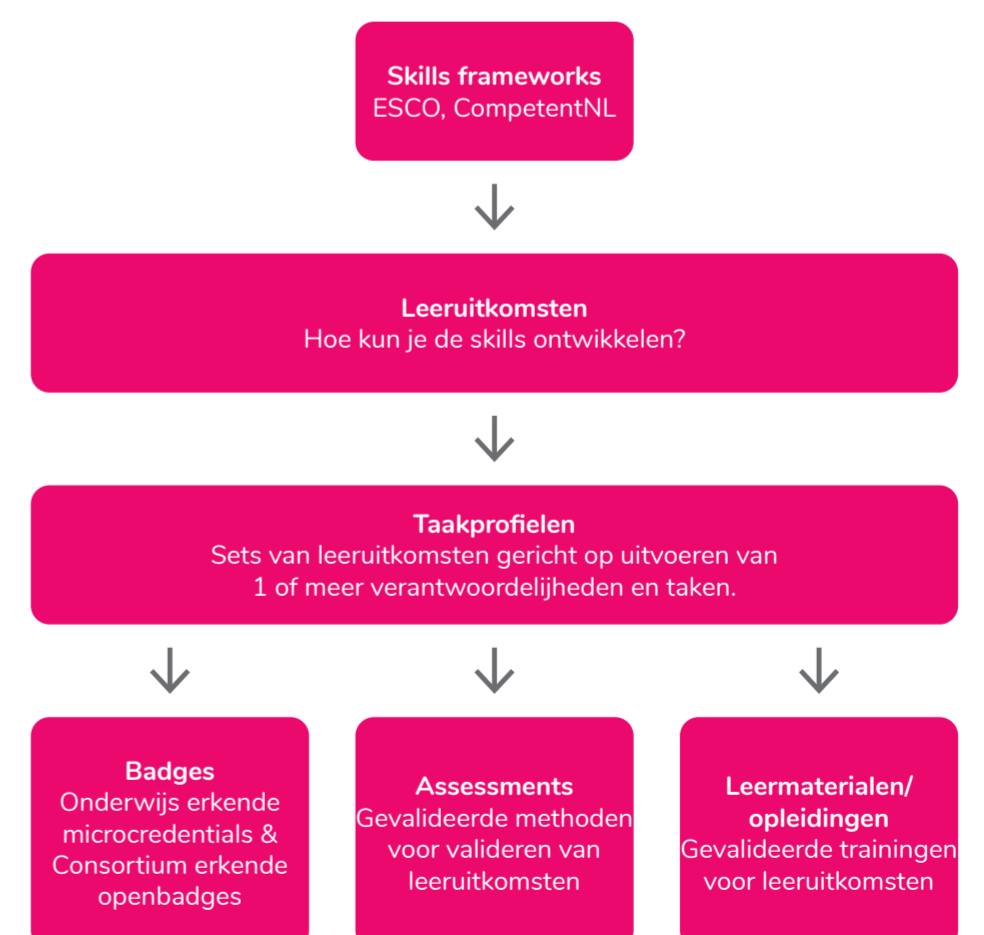 Skills frameworks
ESCO, CompetentNL
Leeruitkomsten
Hoe kun je de skills ontwikkelen?
Taakprofielen
Sets van leeruitkomsten gericht op uitvoeren van
1 of meer verantwoordelijheden en taken.
Badges
Onderwijs erkende
microcredentials &
Consortium erkende
openbadges
Assessments
Gevalideerde methoden
voor valideren van
leeruitkomsten
Leermaterialen/
opleidingen
Gevalideerde trainingen
voor leeruitkomsten